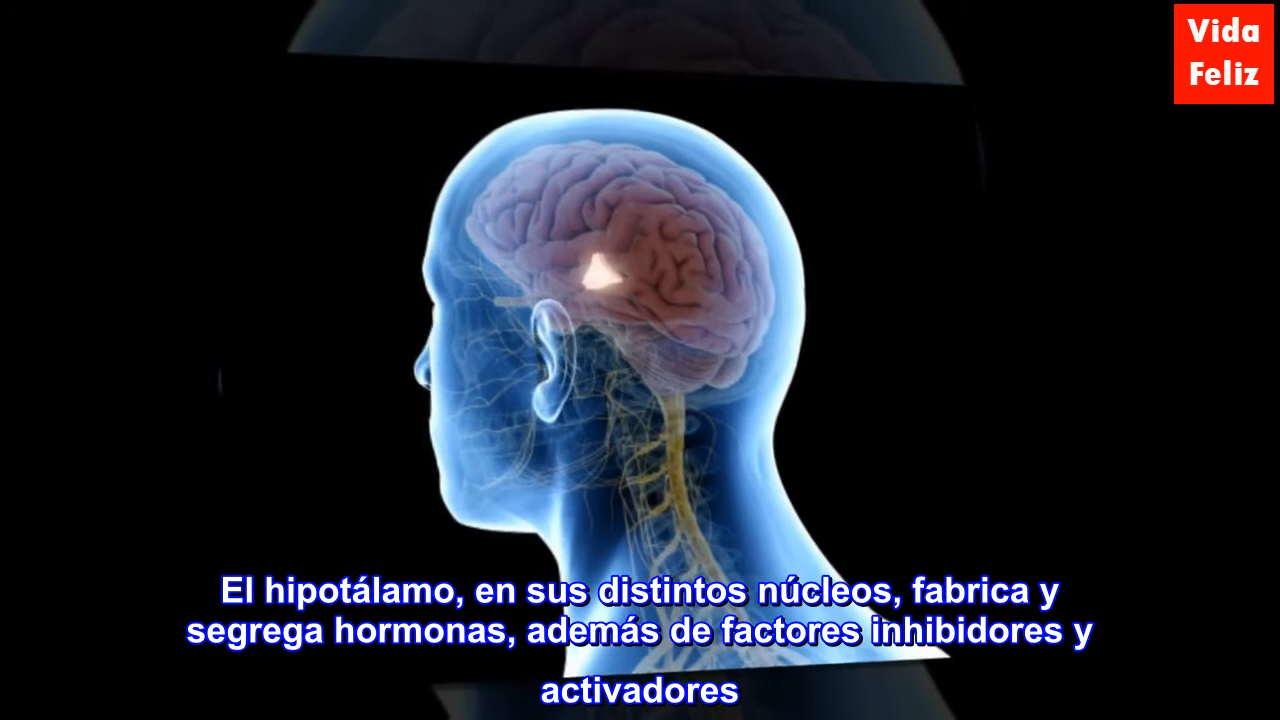 Vida
Feliz
El hipotálamo, en sus distintos núcleos, fabrica y
segrega hormonas, además de factores inhibidores y
activadores